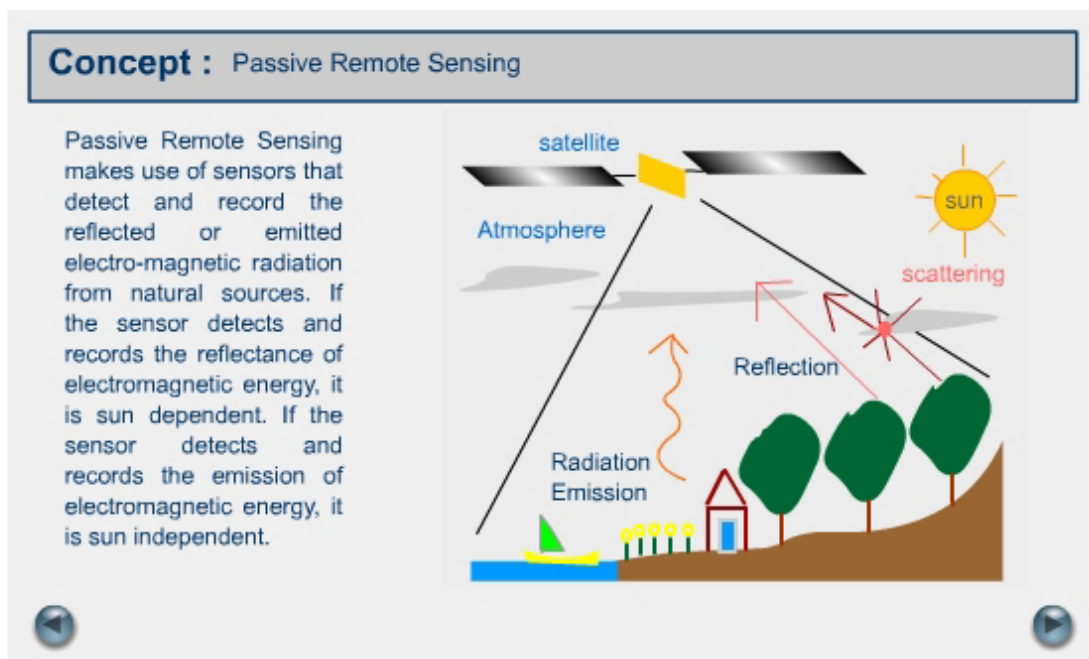 Concept : Passive Remote Sensing
Passive Remote Sensing
makes use of sensors that
detect and record the
reflected or emitted
electro-magnetic radiation
from natural sources. If
the sensor detects and
records the reflectance of
electromagnetic energy, it
is sun dependent. If the
sensor detects and
records the emission of
electromagnetic energy, it
is sun independent.
satellite
sun
Atmosphere
scattering
Reflection
Radiation
Emission